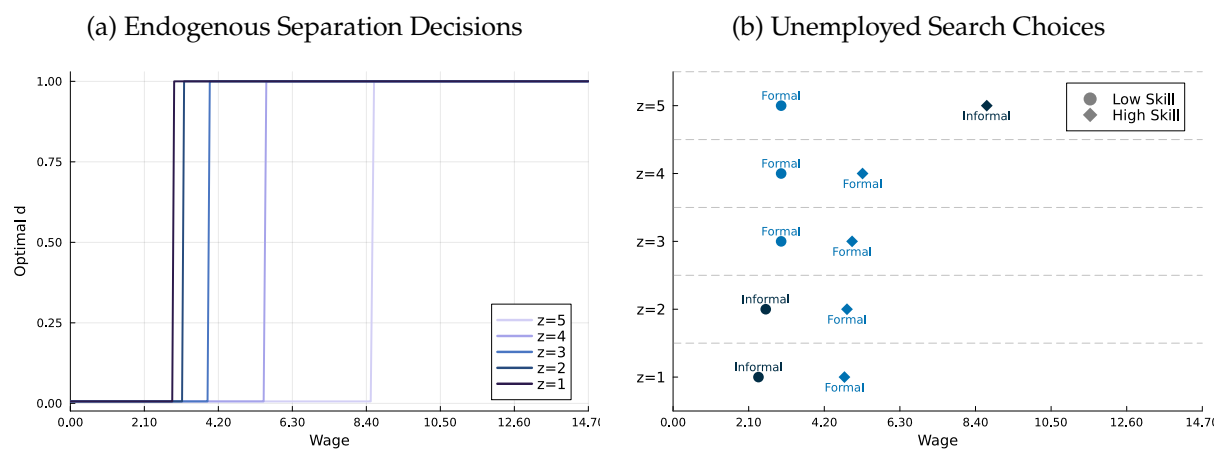 (a) Endogenous Separation Decisions
1.00
0.75
0.50
0.25
0.00
Optimal d
z=5
z=4
z=3
z=2
z=1
0.00 2.10 4.20 6.30 8.40 10.50 12.60 14.70
Wage
(b) Unemployed Search Choices
Low Skill
High Skill
z=5
Formal
Informal
z=4
Formal
Formal
z=3
Formal
Formal
z=2
Informal
Formal
z=1
Informal
Formal
0.00 2.10 4.20 6.30 8.40 10.50 12.60 14.70
Wage